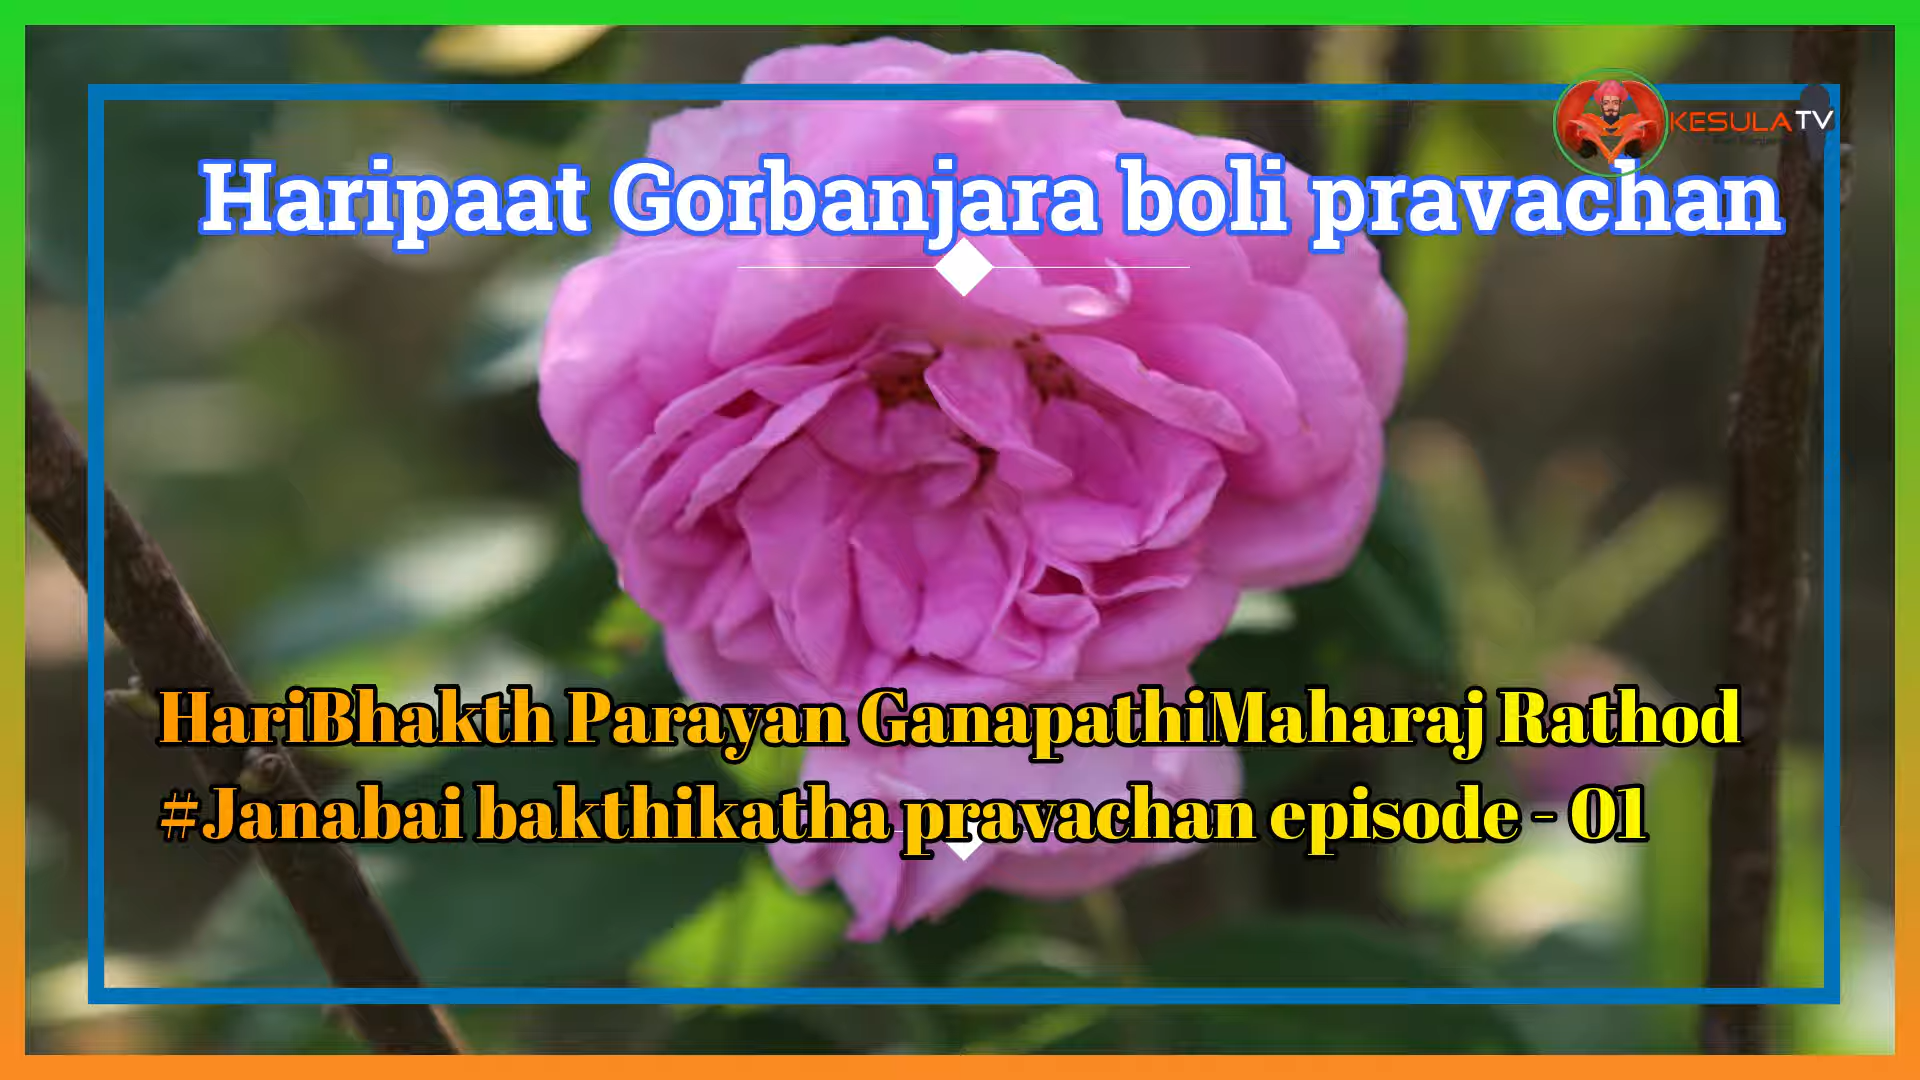 KESULA TV
Haripaat Gorbanjara boli pravachan
HariBhakth Parayan GanapathiMaharaj Rathod
#Janabai bakthikatha pravachan episode - 01